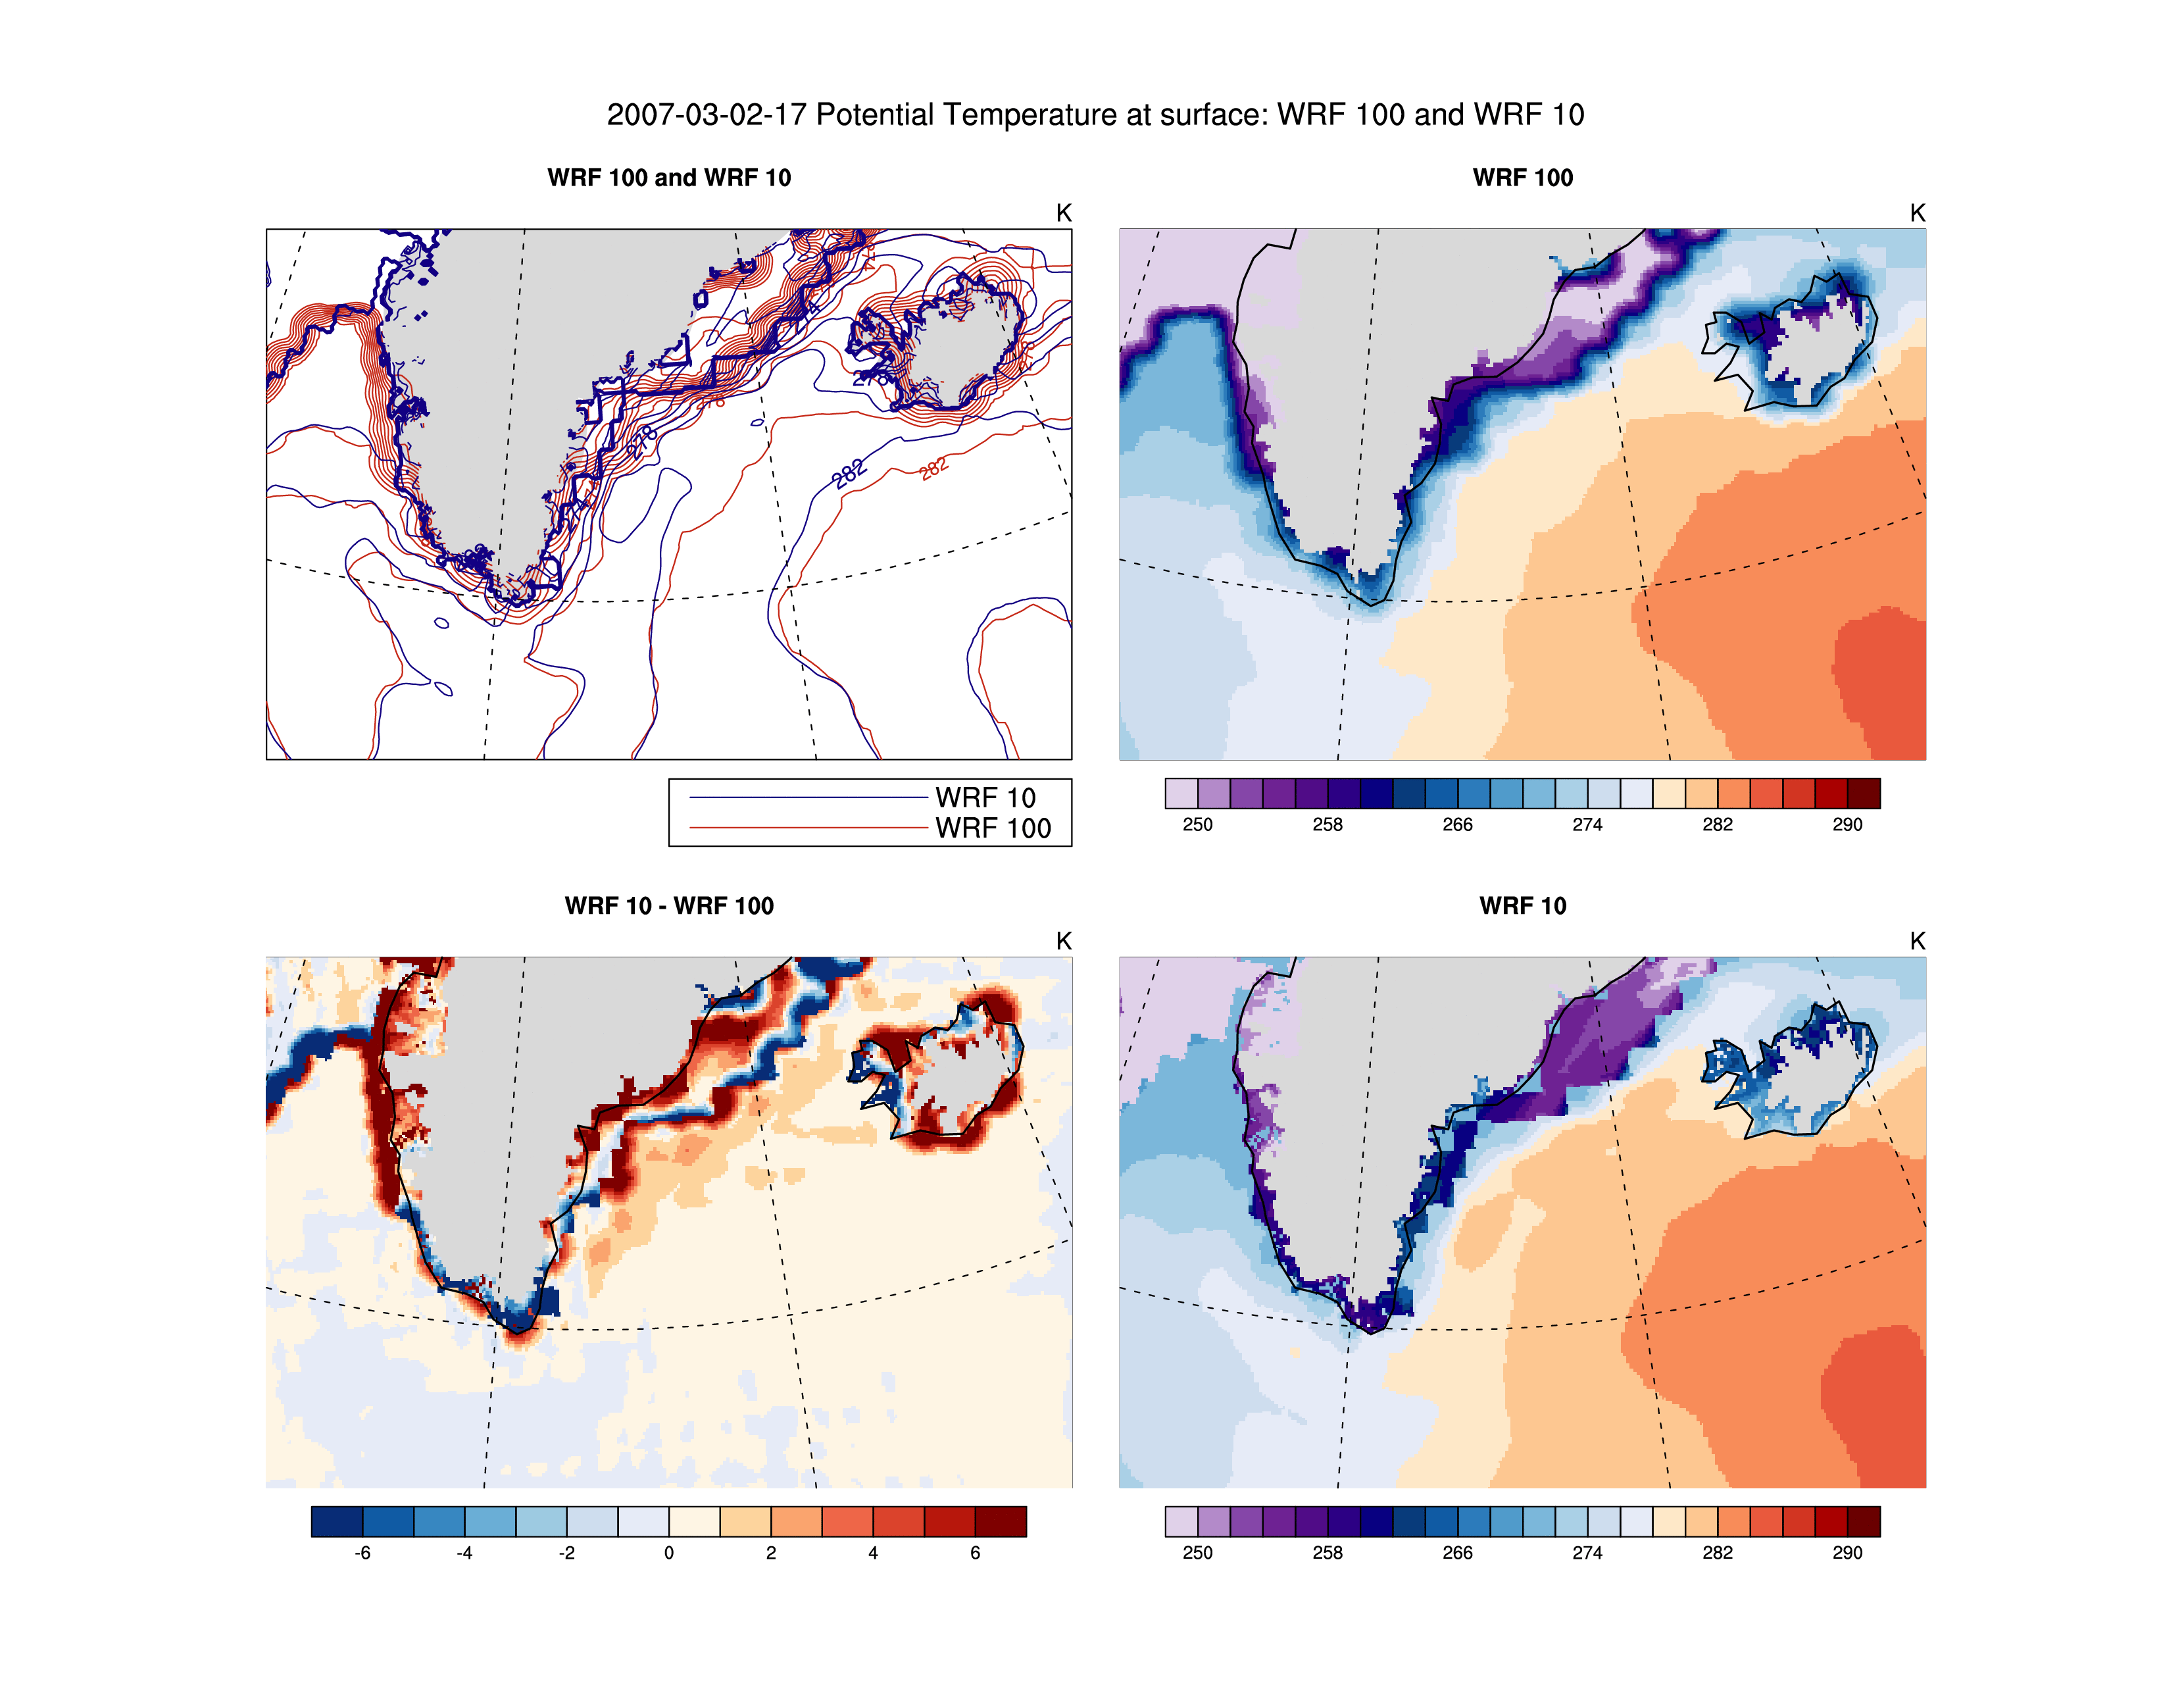 2007-03-02-17 Potential Temperature at surface: WRF 100 and WRF 10
WRF 100 and WRF 10
K
278
278
278
282
282
WRF 10
WRF 100
WRF 100
K
250 258 266 274 282 290
WRF 10 - WRF 100
K
-6 -4 -2 0 2 4 6
WRF 10
K
250 258 266 274 282 290